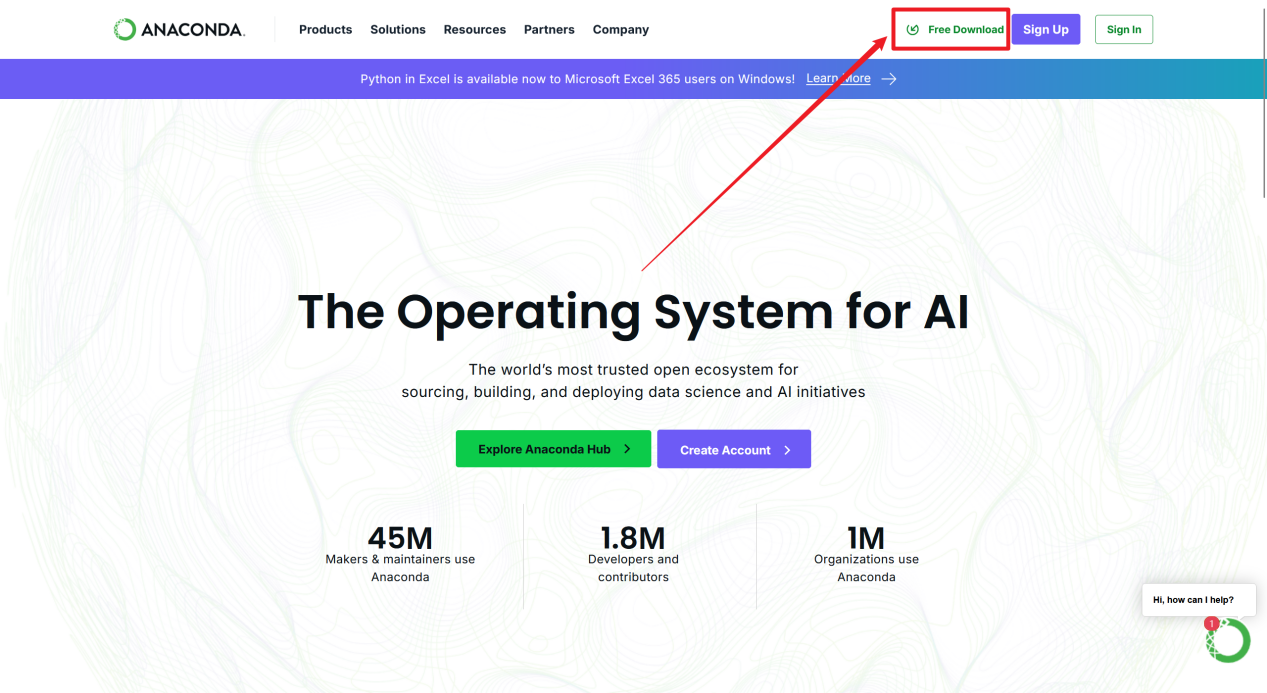 ANACONDA.
Products Solutions Resources Partners Company
Free Download
Sign Up
Sign In
Python in Excel is available now to Microsoft Excel 365 users on Windows! Learn More
The Operating System for AI
The world's most trusted open ecosystem for
sourcing, building, and deploying data science and AI initiatives
Explore Anaconda Hub
Create Account
45M
Makers & maintainers use
Anaconda
1.8M
Developers and
contributors
1M
Organizations use
Anaconda
Hi, how can I help?
1